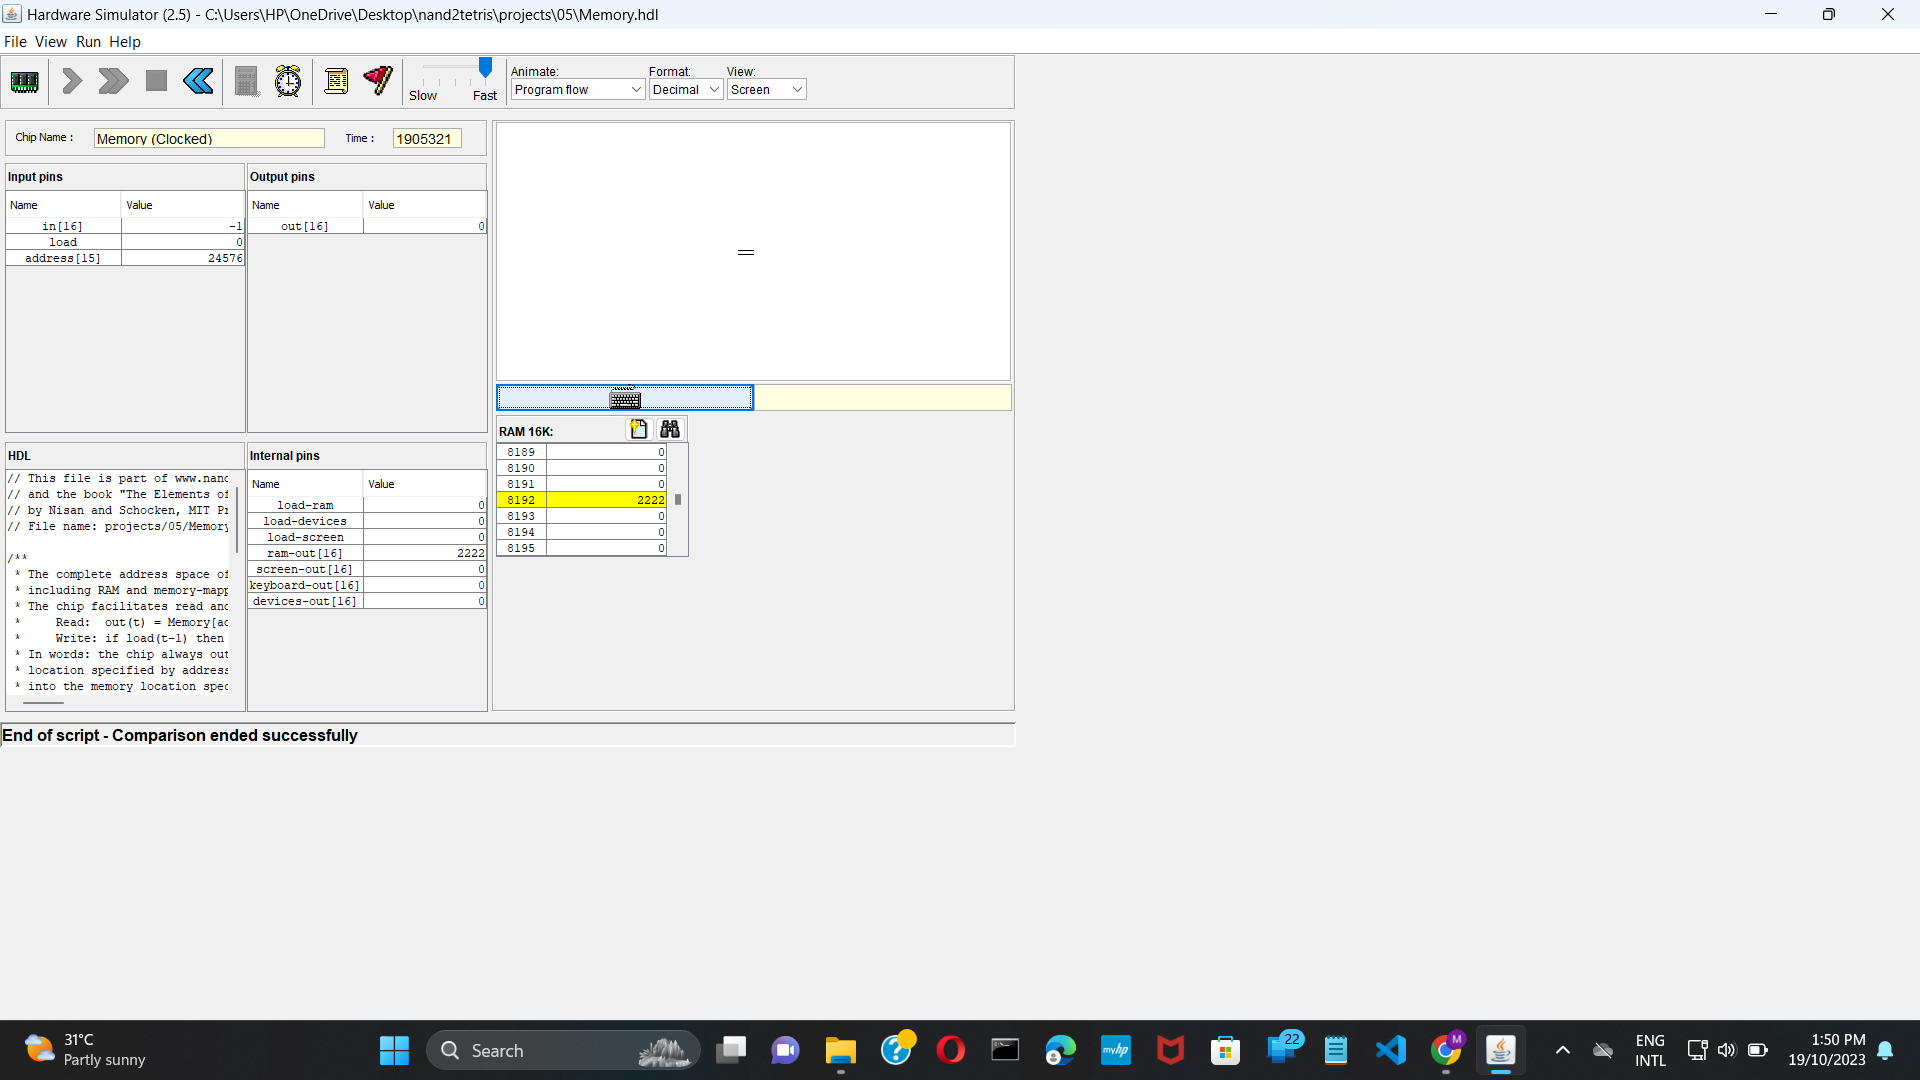 Hardware Simulator (2.5) - C:\Users\HP\OneDrive\Desktop\nand2tetris\projects\05\Memory.hdl
File View Run Help
Slow Fast
Animate: Format: View:
Program flow Decimal Screen
Chip Name : Memory (Clocked) Time : 1905321
Input pins
Name Value
in[16] -1
load 0
address[15] 24576
Output pins
Name Value
out[16] 0
HDL
// This file is part of www.nand
// and the book "The Elements of
// by Nisan and Schocken, MIT Pr
// File name: projects/05/Memory
/**
* The complete address space of
* including RAM and memory-mapp
* The chip facilitates read and
* Read: out(t) = Memory[ad
* Write: if load(t-1) then
* In words: the chip always out
* location specified by address
* into the memory location spec
Internal pins
Name Value
load-ram 0
load-devices 0
load-screen 0
ram-out[16] 2222
screen-out[16] 0
keyboard-out[16] 0
devices-out[16] 0
RAM 16K:
8189 0
8190 0
8191 0
8192 2222
8193 0
8194 0
8195 0
End of script - Comparison ended successfully
31°C
Partly sunny
Search
myhp
22
M
ENG
INTL
1:50 PM
19/10/2023